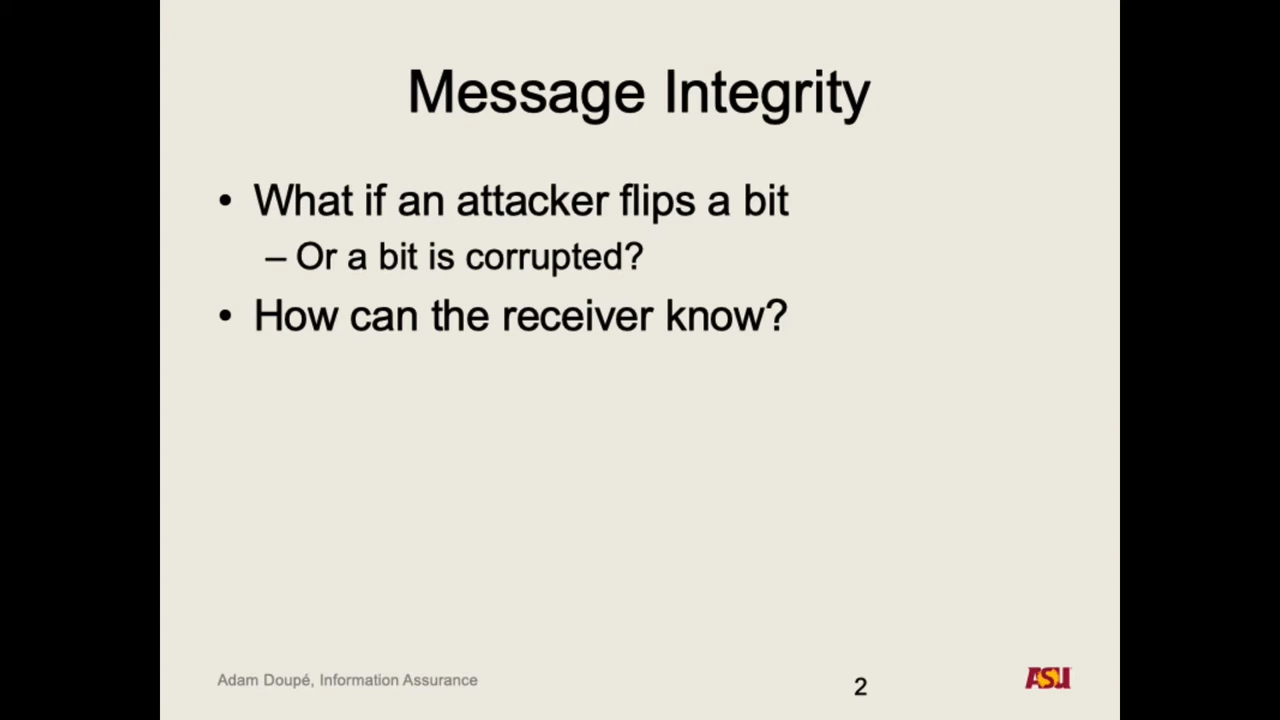 Message Integrity
• What if an attacker flips a bit
– Or a bit is corrupted?
• How can the receiver know?
Adam Doupé, Information Assurance
2
ASU